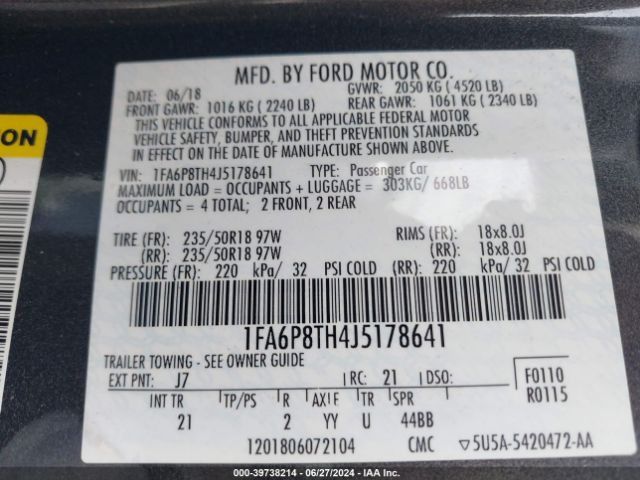 MFD. BY FORD MOTOR CO.
DATE: 06/18 GVWR: 2050 KG ( 4520 LB)
FRONT GAWR: 1016 KG ( 2240 LB) REAR GAWR: 1061 KG ( 2340 LB)
THIS VEHICLE CONFORMS TO ALL APPLICABLE FEDERAL MOTOR
VEHICLE SAFETY, BUMPER, AND THEFT PREVENTION STANDARDS
IN EFFECT ON THE DATE OF MANUFACTURE SHOWN ABOVE.
VIN: 1FA6P8TH4J5178641 TYPE: Passenger Car
MAXIMUM LOAD = OCCUPANTS + LUGGAGE = 303KG/ 668LB
OCCUPANTS = 4 TOTAL; 2 FRONT, 2 REAR
TIRE (FR): 235/50R18 97W RIMS (FR): 18x8.0J
(RR): 235/50R18 97W (RR): 18x8.0J
PRESSURE (FR): 220 kPa/ 32 PSI COLD (RR): 220 kPa/ 32 PSI COLD
1FA6P8TH4J5178641
TRAILER TOWING - SEE OWNER GUIDE
EXT PNT: J7 RC: 21 DSO: F0110
INT TR TP/PS R AXLE TR SPR R0115
21 2 YY U 44BB
1201806072104 CMC ▽5U5A-5420472-AA
ION
000-39738214 - 06/27/2024 - IAA Inc.